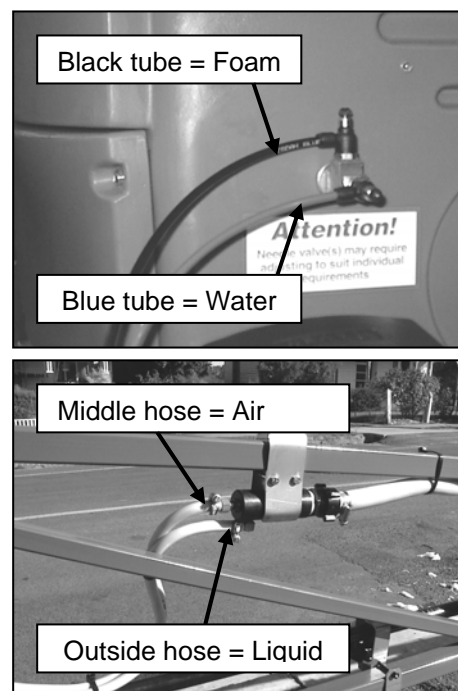 Black tube = Foam
Attention!
Needle valve(s) may require
adjusting to suit individual
requirements
Blue tube = Water
Middle hose = Air
Outside hose = Liquid